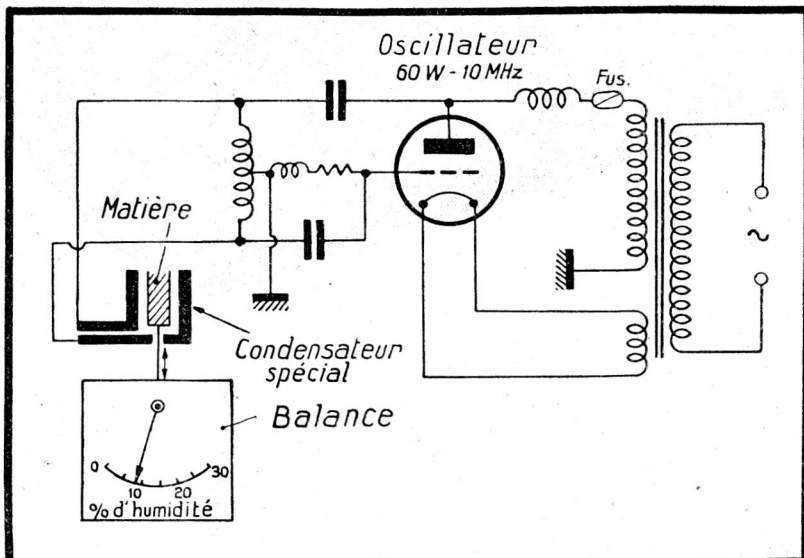 Oscillateur
60 W - 10 MHz
Fus.
Matière
~
Condensateur
spécial
Balance
0
10
20
30
% d'humidité